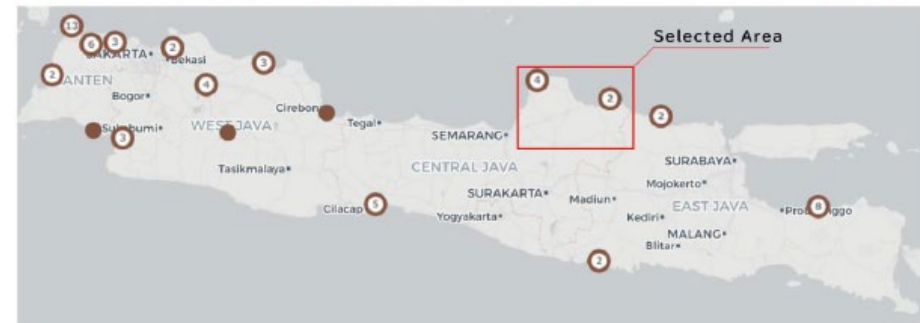 Selected Area
12
6
3
JAKARTA
2
Bekasi
3
2
BANTEN
4
Bogor
4
2
2
Cirebon
Sukabumi
WEST JAVA
3
Tegal
SEMARANG
SURABAYA
Tasikmalaya
CENTRAL JAVA
SURAKARTA
Mojokerto
Madiun
Cilacap
5
Yogyakarta
Kediri
EAST JAVA
8
MALANG
Blitar
2